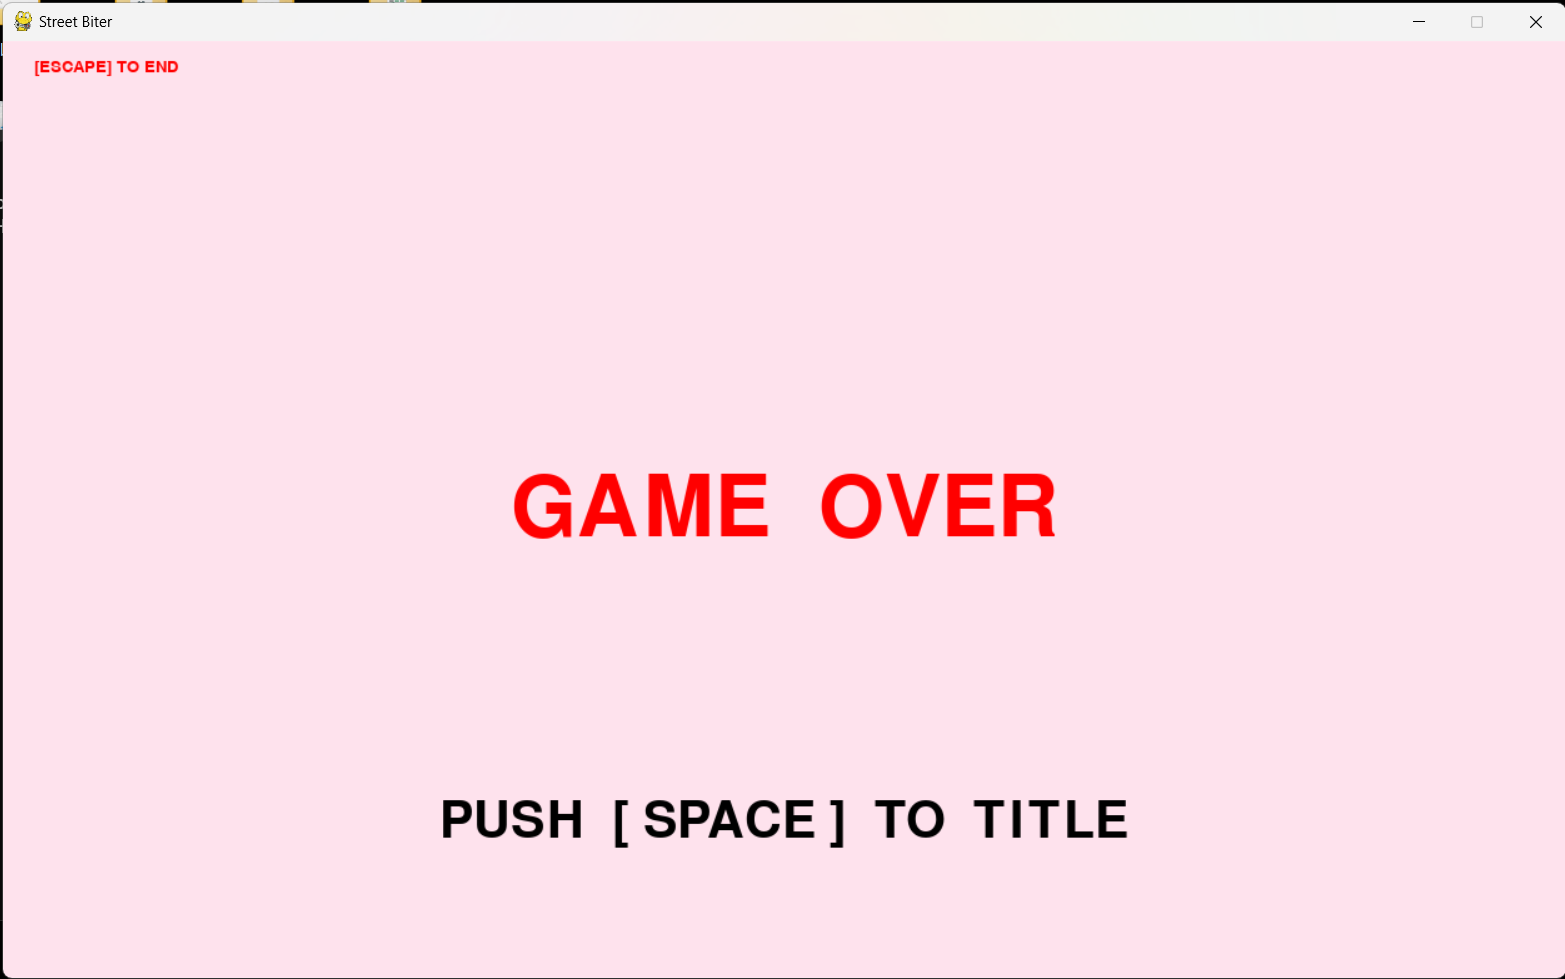 Street Biter
[ESCAPE] TO END
GAME OVER
PUSH [ SPACE ] TO TITLE